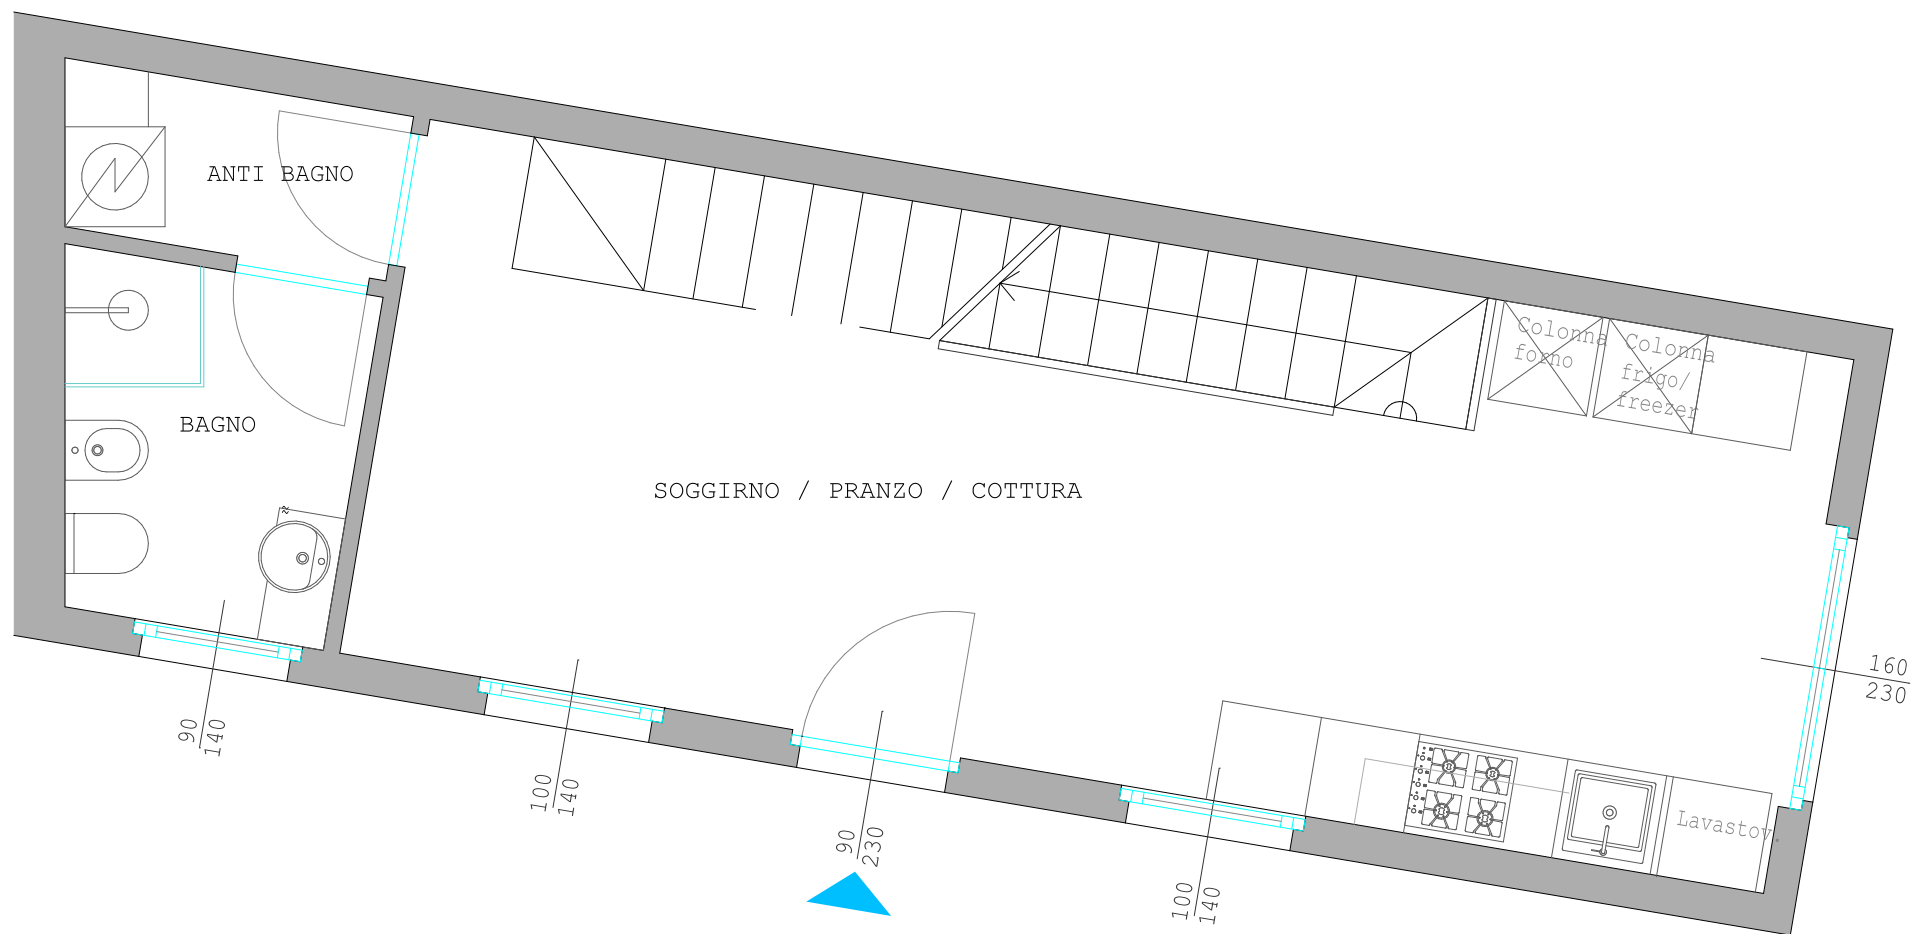 ANTI BAGNO
Colonna
forno
Colonna
frigo/
freezer
BAGNO
SOGGIRNO / PRANZO / COTTURA
160
230
90
140
100
140
90
230
100
140
Lavastov.